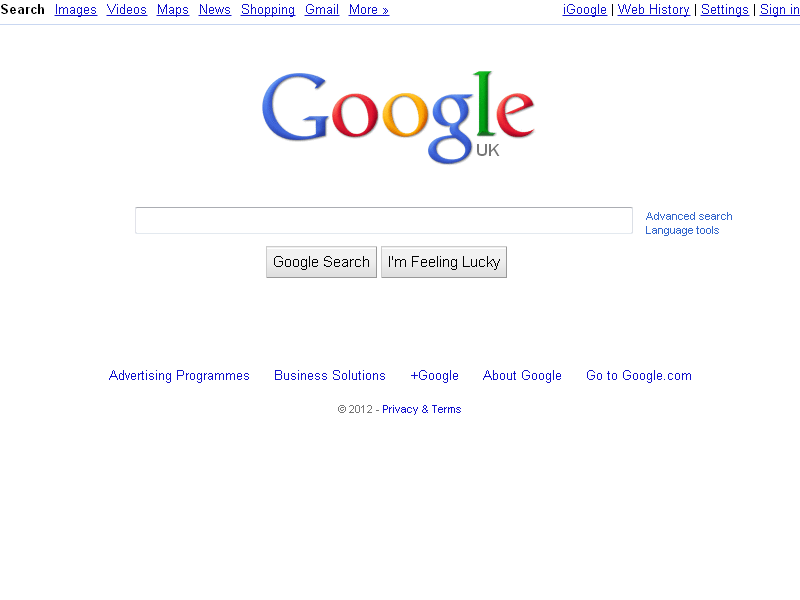 Search Images Videos Maps News Shopping Gmail More » iGoogle | Web History | Settings | Sign in
Google
UK
Advanced search
Language tools
Google Search I'm Feeling Lucky
Advertising Programmes Business Solutions +Google About Google Go to Google.com
© 2012 - Privacy & Terms